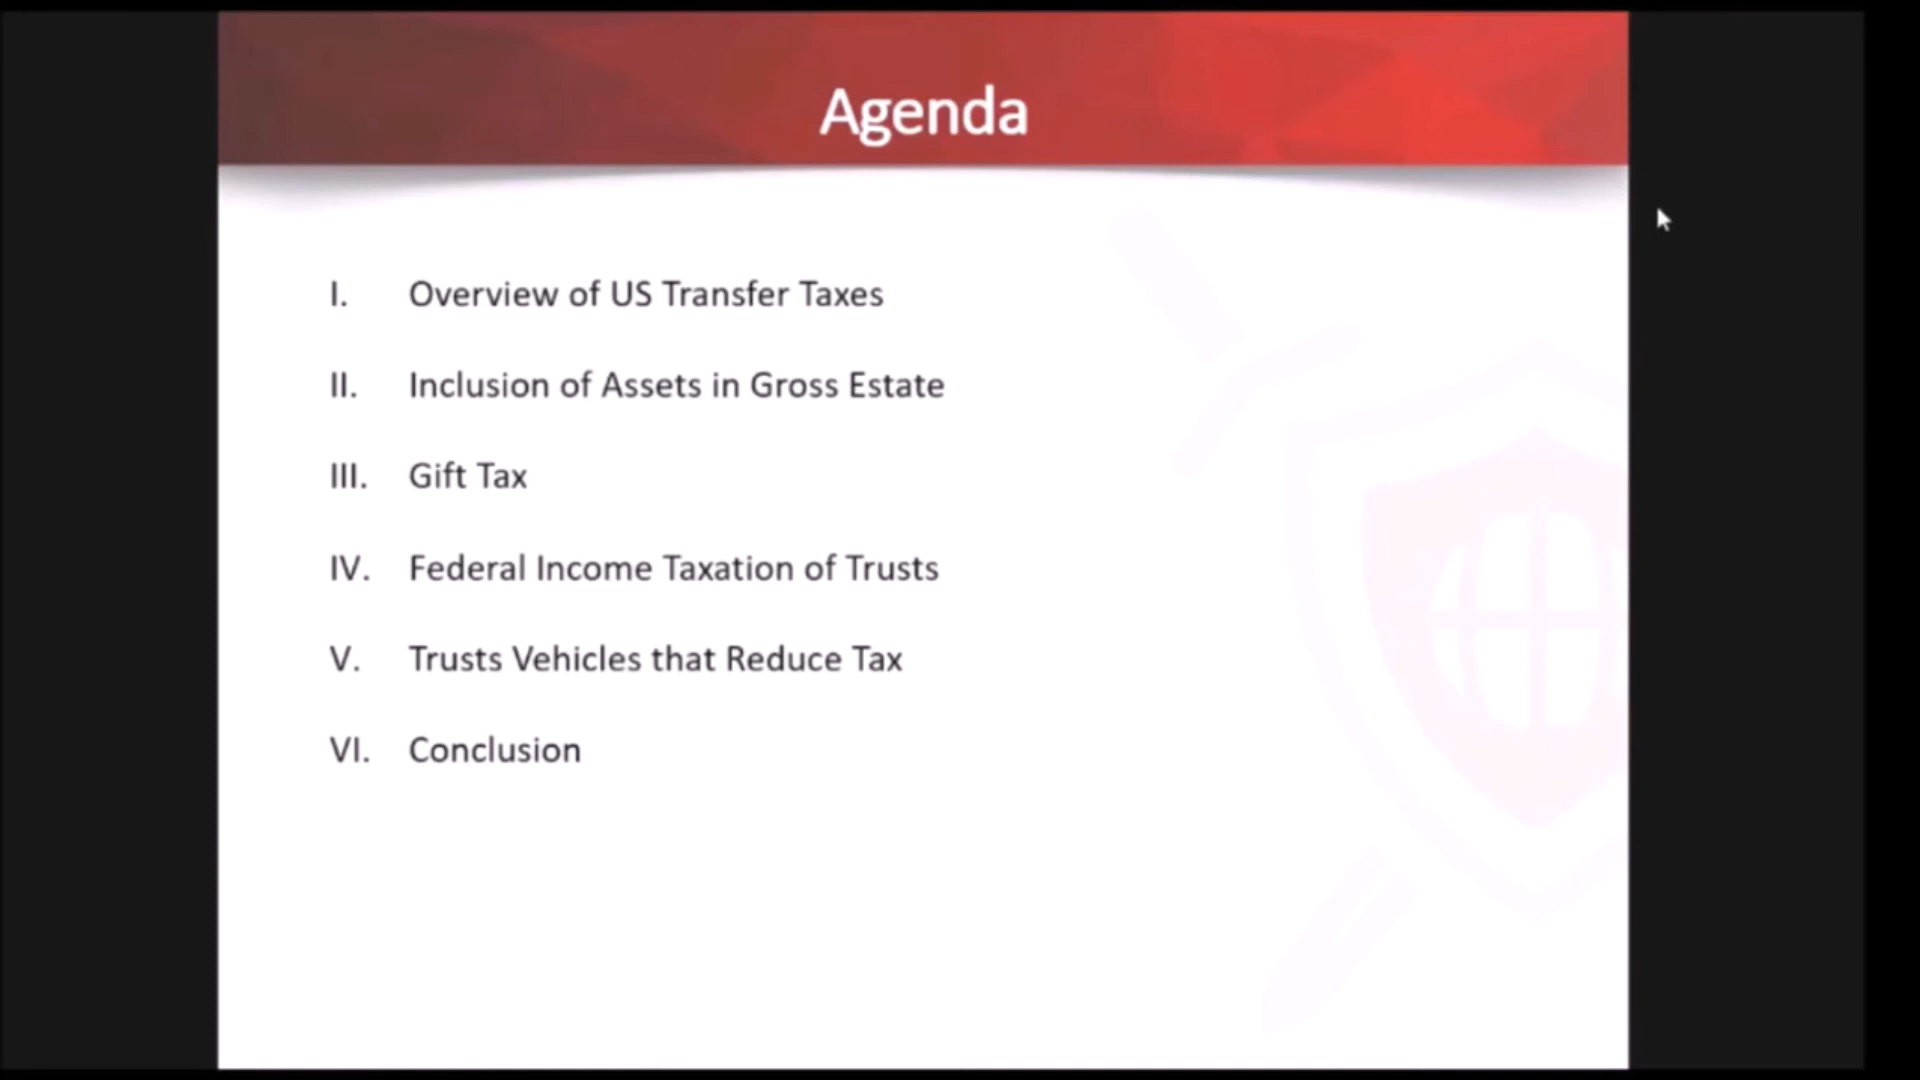 Agenda
I. Overview of US Transfer Taxes
II. Inclusion of Assets in Gross Estate
III. Gift Tax
IV. Federal Income Taxation of Trusts
V. Trusts Vehicles that Reduce Tax
VI. Conclusion